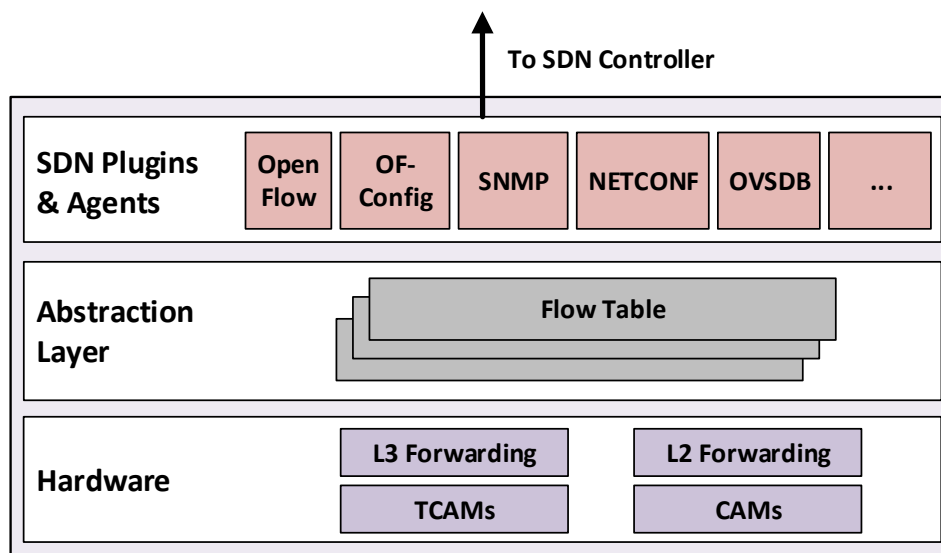 To SDN Controller
SDN Plugins
& Agents
Open
Flow
OF-
Config
SNMP
NETCONF
OVSDB
...
Abstraction
Layer
Flow Table
Hardware
L3 Forwarding
L2 Forwarding
TCAMs
CAMs